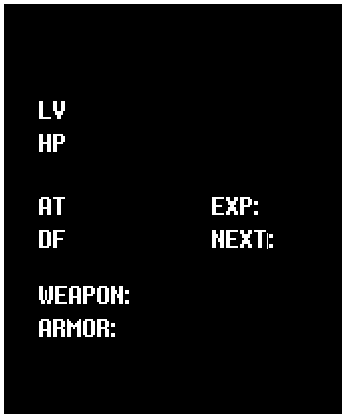 LV
HP
AT EXP:
DF NEXT:
WEAPON:
ARMOR: